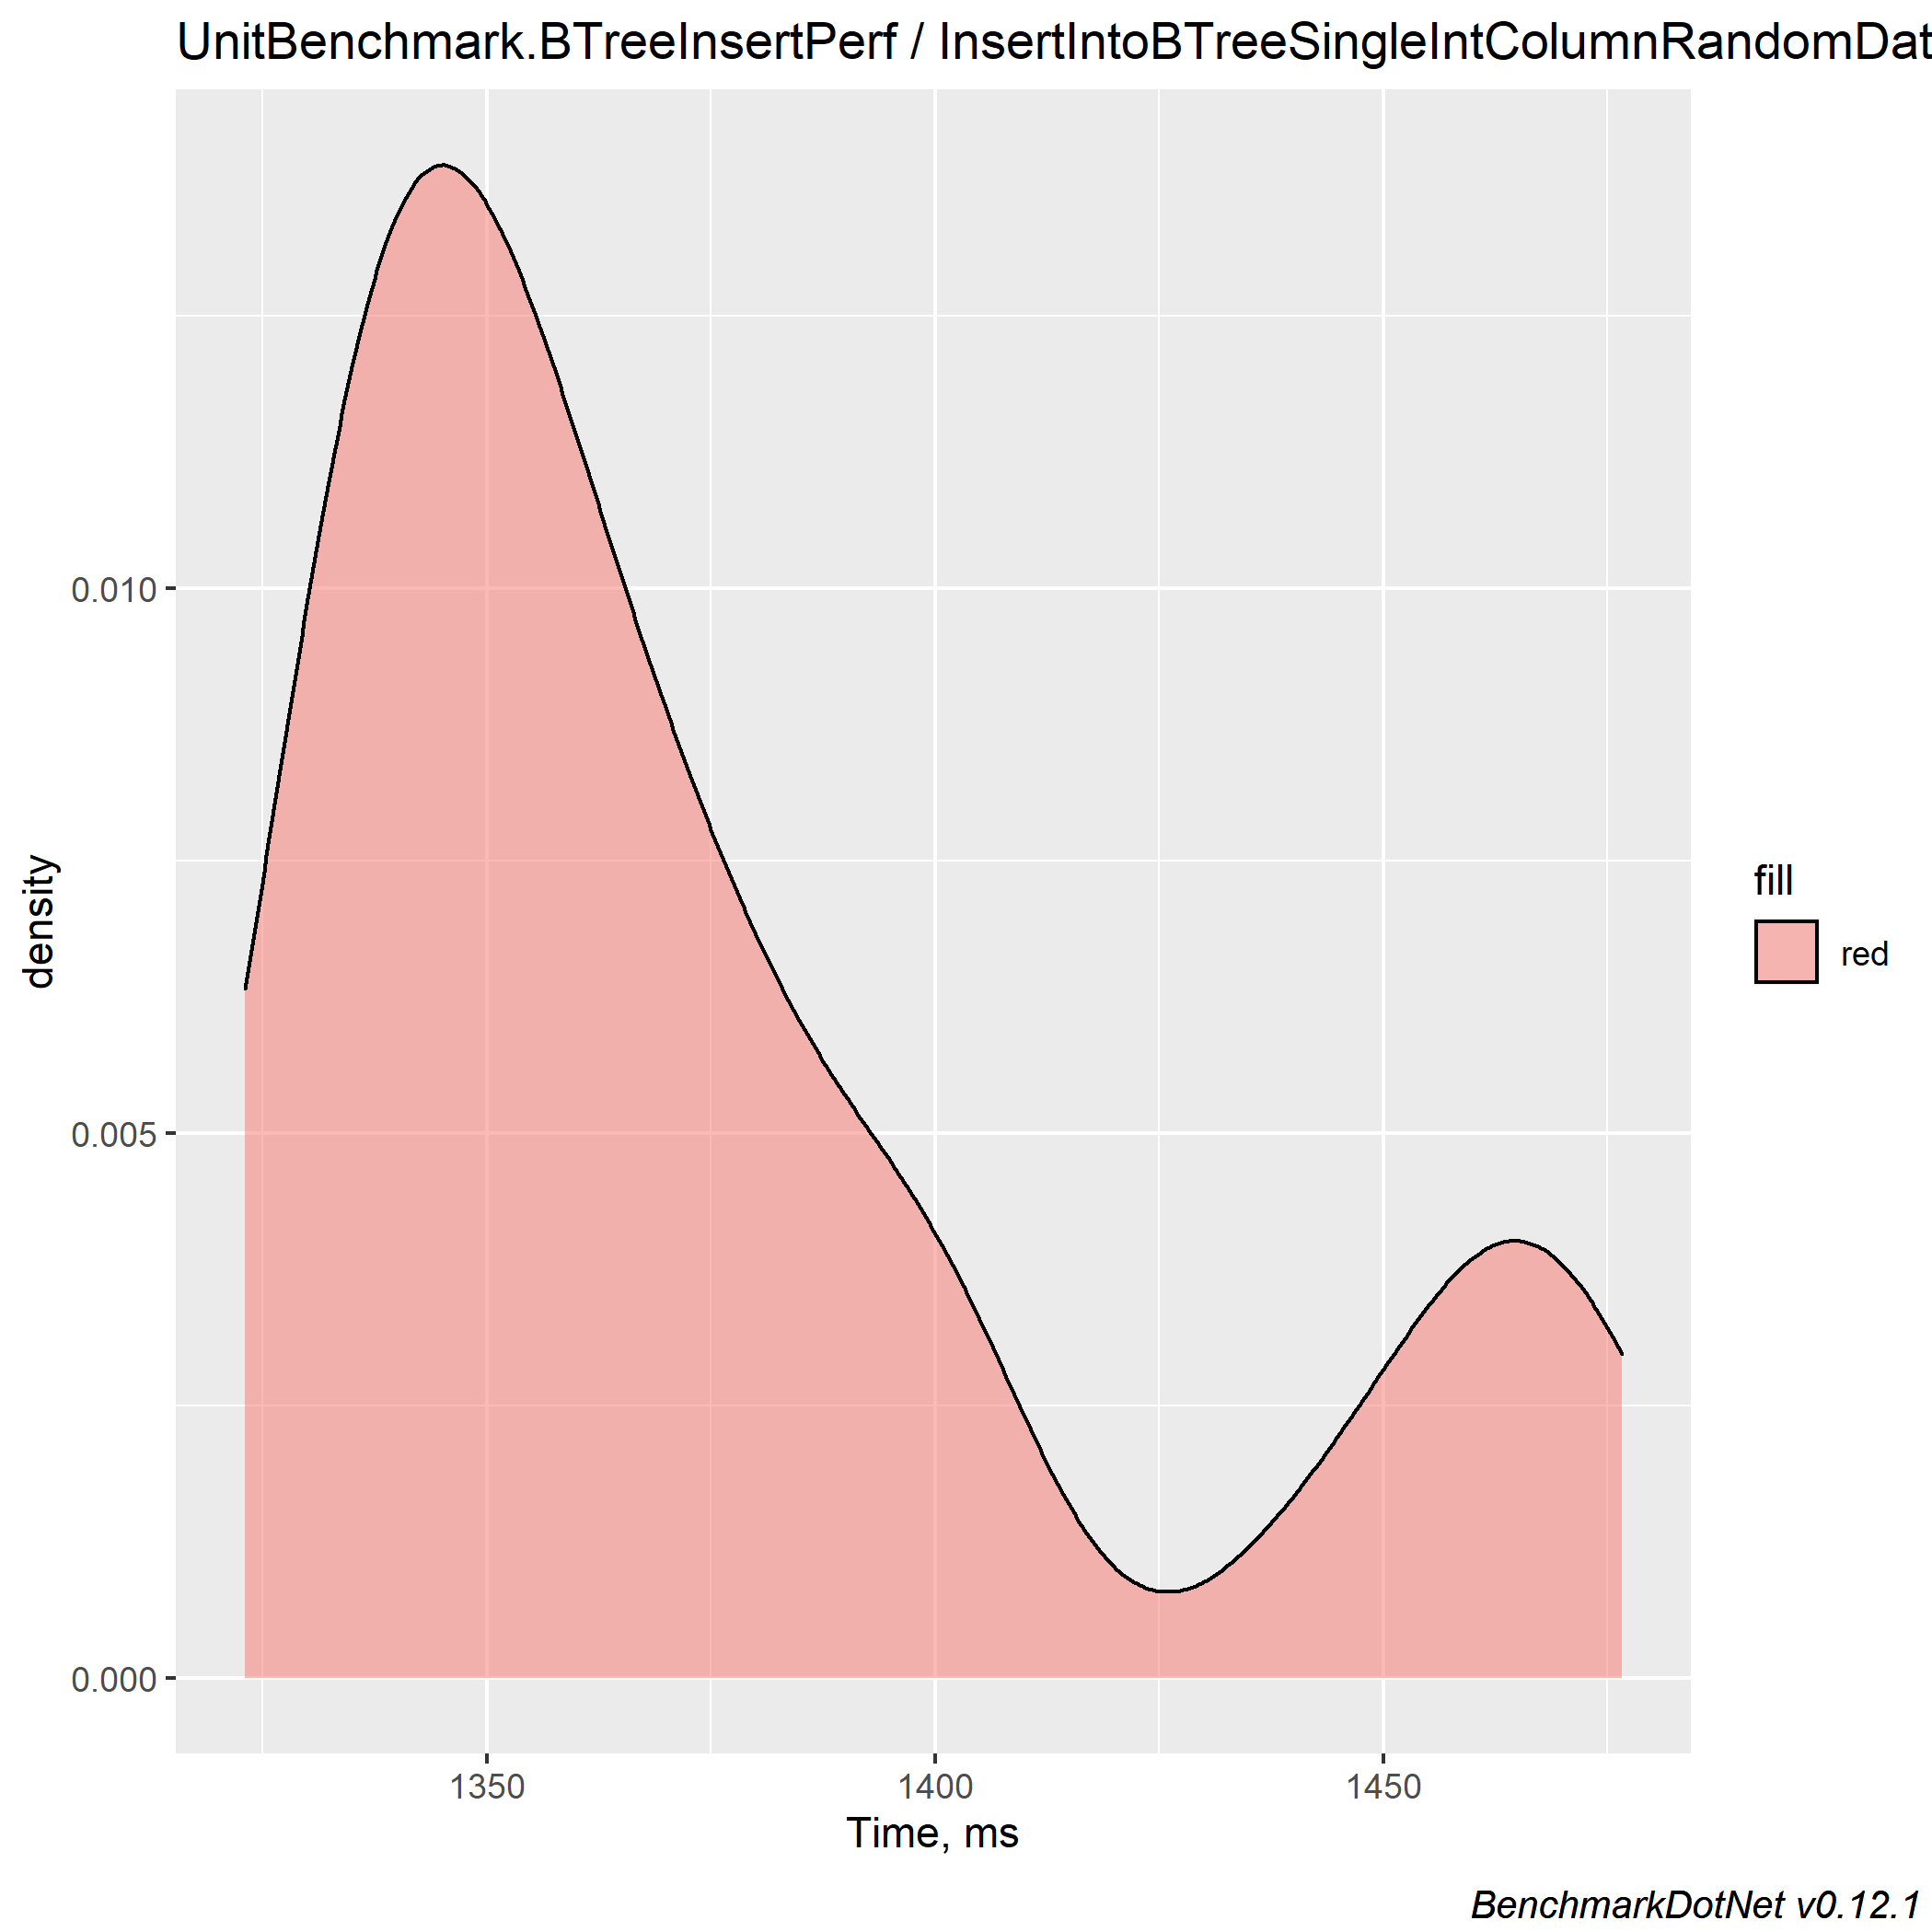 UnitBenchmark.BTreeInsertPerf / InsertIntoBTreeSingleIntColumnRandomDat
density
0.010
0.005
0.000
1350 1400 1450
Time, ms
fill
red
BenchmarkDotNet v0.12.1